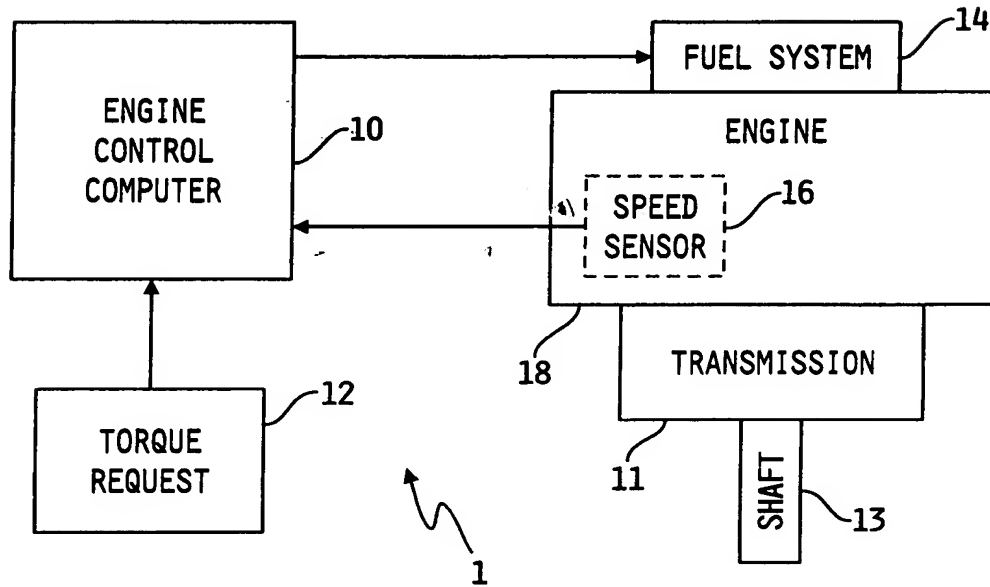 14
FUEL SYSTEM
ENGINE
CONTROL
COMPUTER
10
ENGINE
SPEED
SENSOR
16
18
TRANSMISSION
12
TORQUE
REQUEST
11
SHAFT
13
1